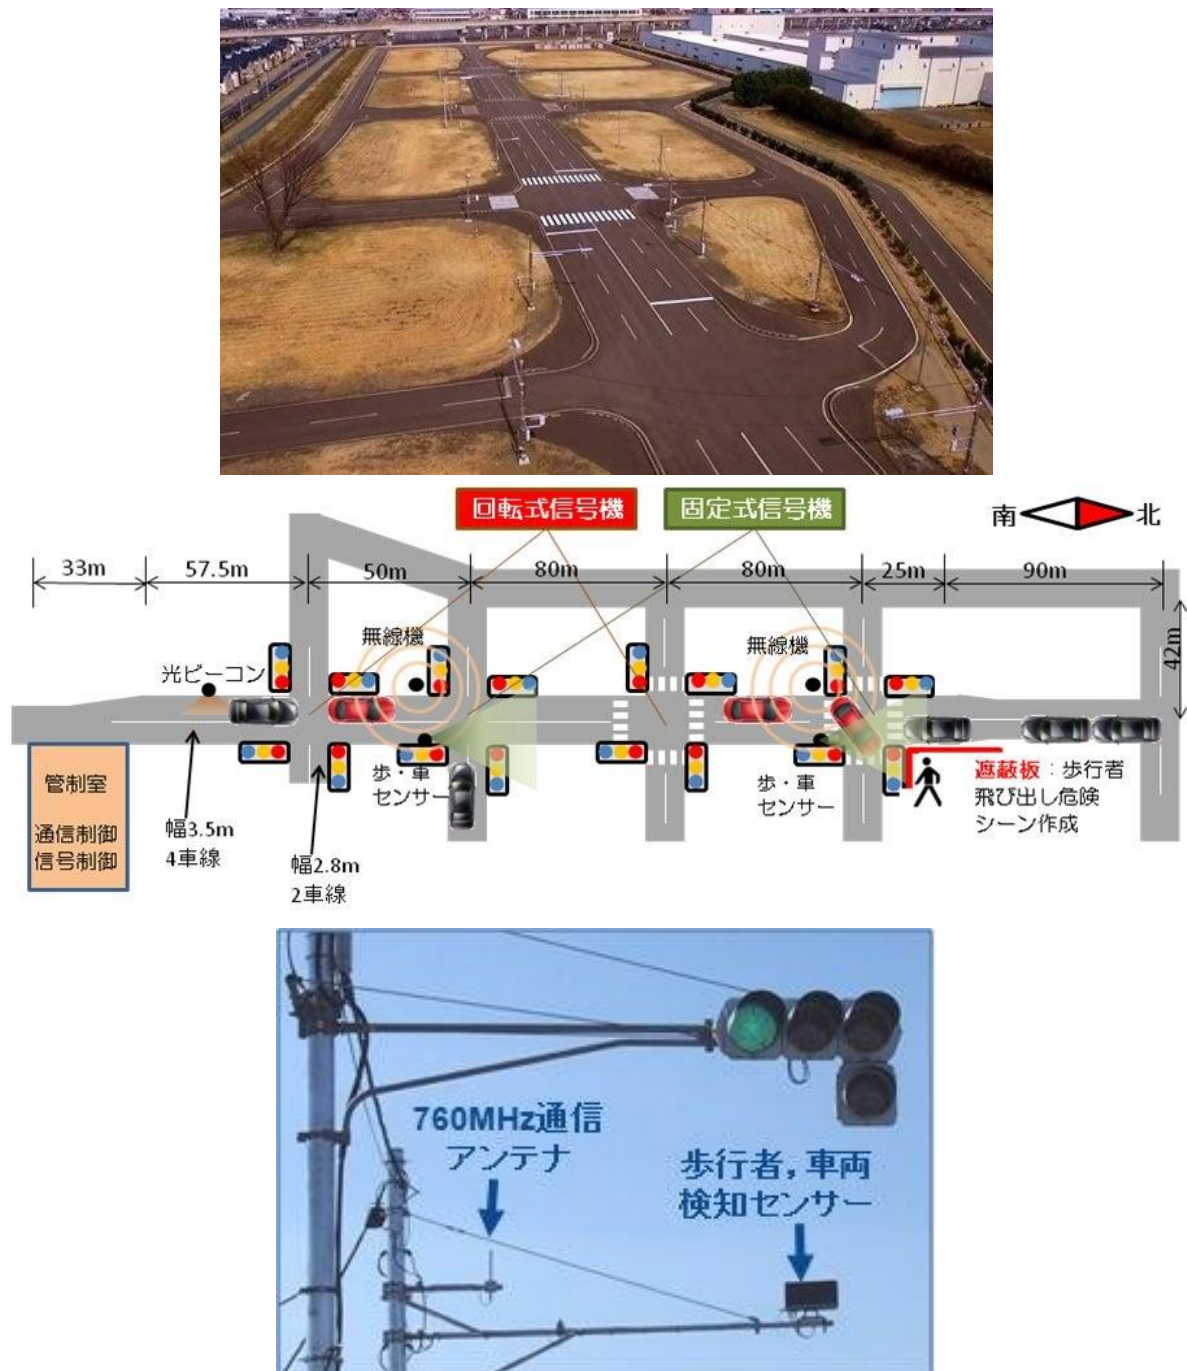 回転式信号機
固定式信号機
南
北
33m
57.5m
50m
80m
80m
25m
90m
42m
無線機
無線機
光ビーコン
管制室
通信制御
信号制御
幅3.5m
4車線
幅2.8m
2車線
歩・車
センサー
歩・車
センサー
遮蔽板：歩行者
飛び出し危険
シーン作成
760MHz通信
アンテナ
歩行者，車両
検知センサー